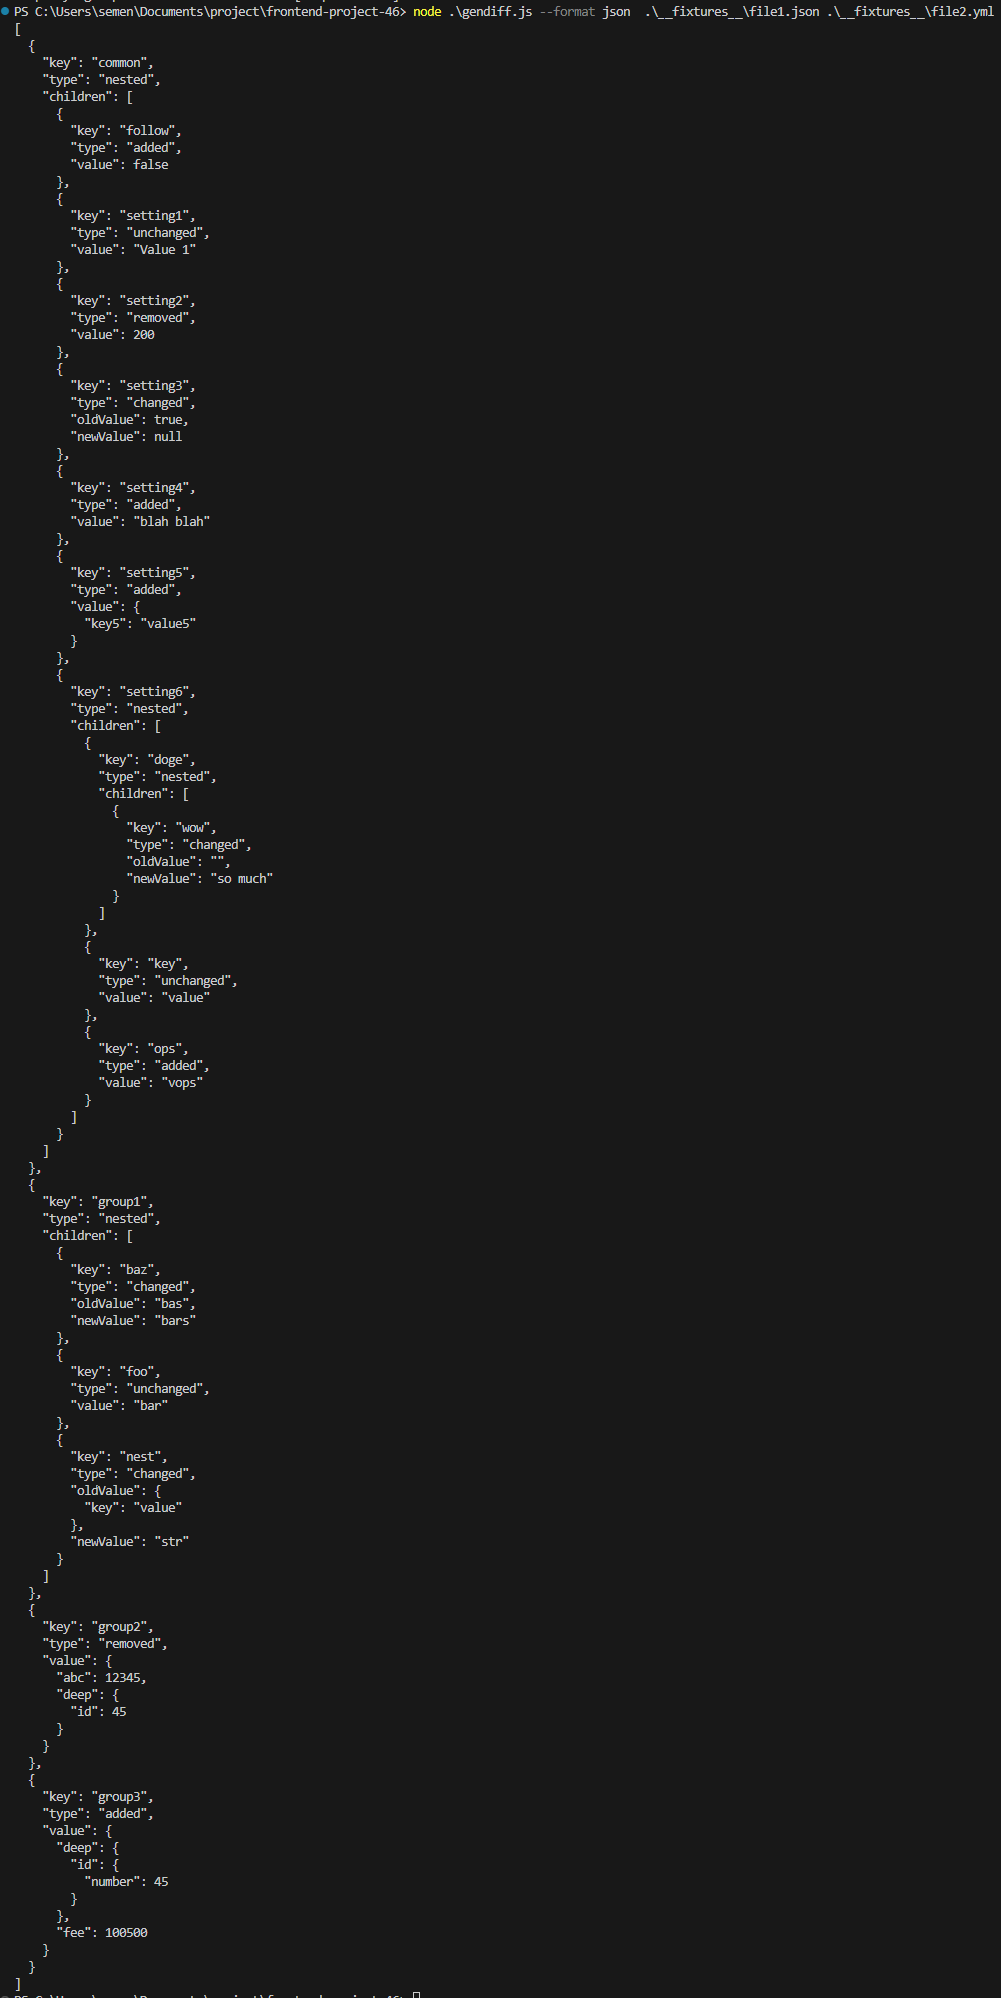 PS C:\Users\semen\Documents\project\frontend-project-46> node .\gendiff.js --format json  .\__fixtures__\file1.json .\__fixtures__\file2.yml
[
  {
    "key": "common",
    "type": "nested",
    "children": [
      {
        "key": "follow",
        "type": "added",
        "value": false
      },
      {
        "key": "setting1",
        "type": "unchanged",
        "value": "Value 1"
      },
      {
        "key": "setting2",
        "type": "removed",
        "value": 200
      },
      {
        "key": "setting3",
        "type": "changed",
        "oldValue": true,
        "newValue": null
      },
      {
        "key": "setting4",
        "type": "added",
        "value": "blah blah"
      },
      {
        "key": "setting5",
        "type": "added",
        "value": {
          "key5": "value5"
        }
      },
      {
        "key": "setting6",
        "type": "nested",
        "children": [
          {
            "key": "doge",
            "type": "nested",
            "children": [
              {
                "key": "wow",
                "type": "changed",
                "oldValue": "",
                "newValue": "so much"
              }
            ]
          },
          {
            "key": "key",
            "type": "unchanged",
            "value": "value"
          },
          {
            "key": "ops",
            "type": "added",
            "value": "vops"
          }
        ]
      }
    ]
  },
  {
    "key": "group1",
    "type": "nested",
    "children": [
      {
        "key": "baz",
        "type": "changed",
        "oldValue": "bas",
        "newValue": "bars"
      },
      {
        "key": "foo",
        "type": "unchanged",
        "value": "bar"
      },
      {
        "key": "nest",
        "type": "changed",
        "oldValue": {
          "key": "value"
        },
        "newValue": "str"
      }
    ]
  },
  {
    "key": "group2",
    "type": "removed",
    "value": {
      "abc": 12345,
      "deep": {
        "id": 45
      }
    }
  },
  {
    "key": "group3",
    "type": "added",
    "value": {
      "deep": {
        "id": {
          "number": 45
        }
      },
      "fee": 100500
    }
  }
]